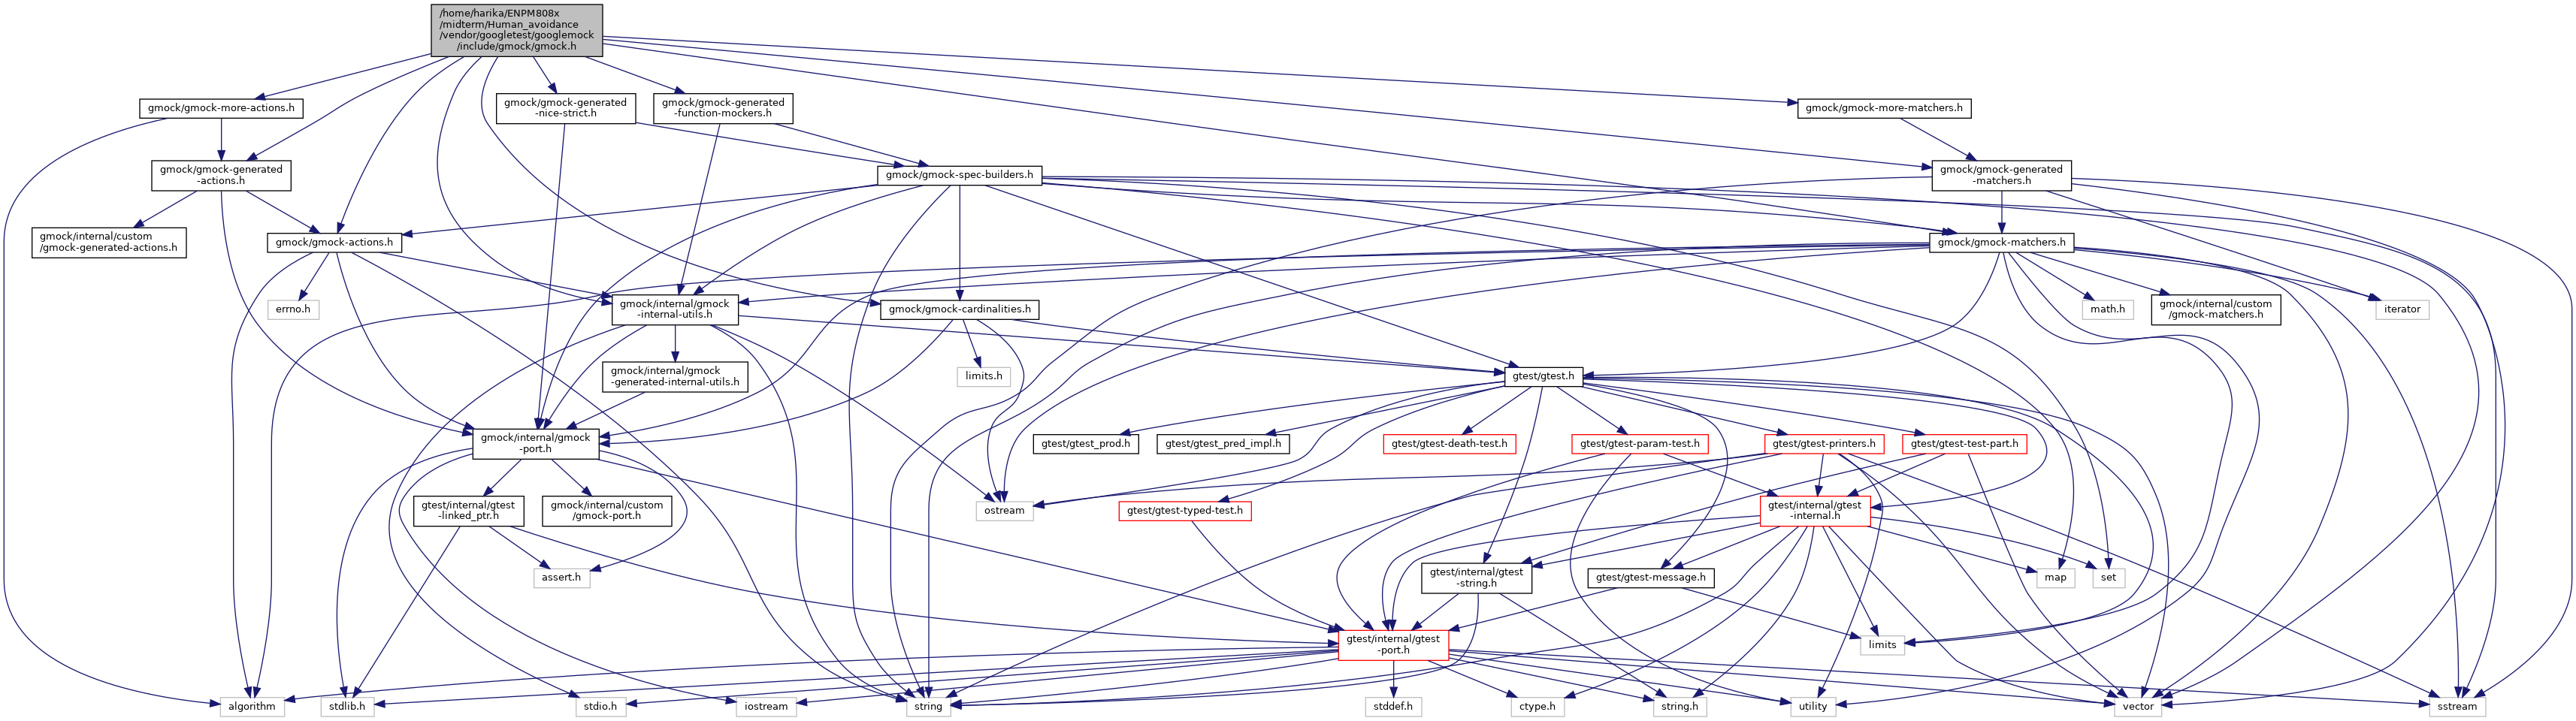 /home/harika/ENPM808x
/midterm/Human_avoidance
/vendor/googletest/googlemock
/include/gmock/gmock.h
gmock/gmock-more-actions.h
gmock/gmock-generated
-nice-strict.h
gmock/gmock-generated
-function-mockers.h
gmock/gmock-more-matchers.h
gmock/gmock-generated
-actions.h
gmock/gmock-spec-builders.h
gmock/gmock-generated
-matchers.h
gmock/internal/custom
/gmock-generated-actions.h
gmock/gmock-actions.h
gmock/gmock-matchers.h
errno.h
gmock/internal/gmock
-internal-utils.h
gmock/gmock-cardinalities.h
math.h
gmock/internal/custom
/gmock-matchers.h
iterator
gmock/internal/gmock
-generated-internal-utils.h
limits.h
gtest/gtest.h
gmock/internal/gmock
-port.h
gtest/gtest_prod.h
gtest/gtest_pred_impl.h
gtest/gtest-death-test.h
gtest/gtest-param-test.h
gtest/gtest-printers.h
gtest/gtest-test-part.h
gtest/internal/gtest
-linked_ptr.h
gmock/internal/custom
/gmock-port.h
ostream
gtest/gtest-typed-test.h
gtest/internal/gtest
-internal.h
assert.h
gtest/internal/gtest
-string.h
gtest/gtest-message.h
map
set
gtest/internal/gtest
-port.h
limits
algorithm
stdlib.h
stdio.h
iostream
string
stddef.h
ctype.h
string.h
utility
vector
sstream